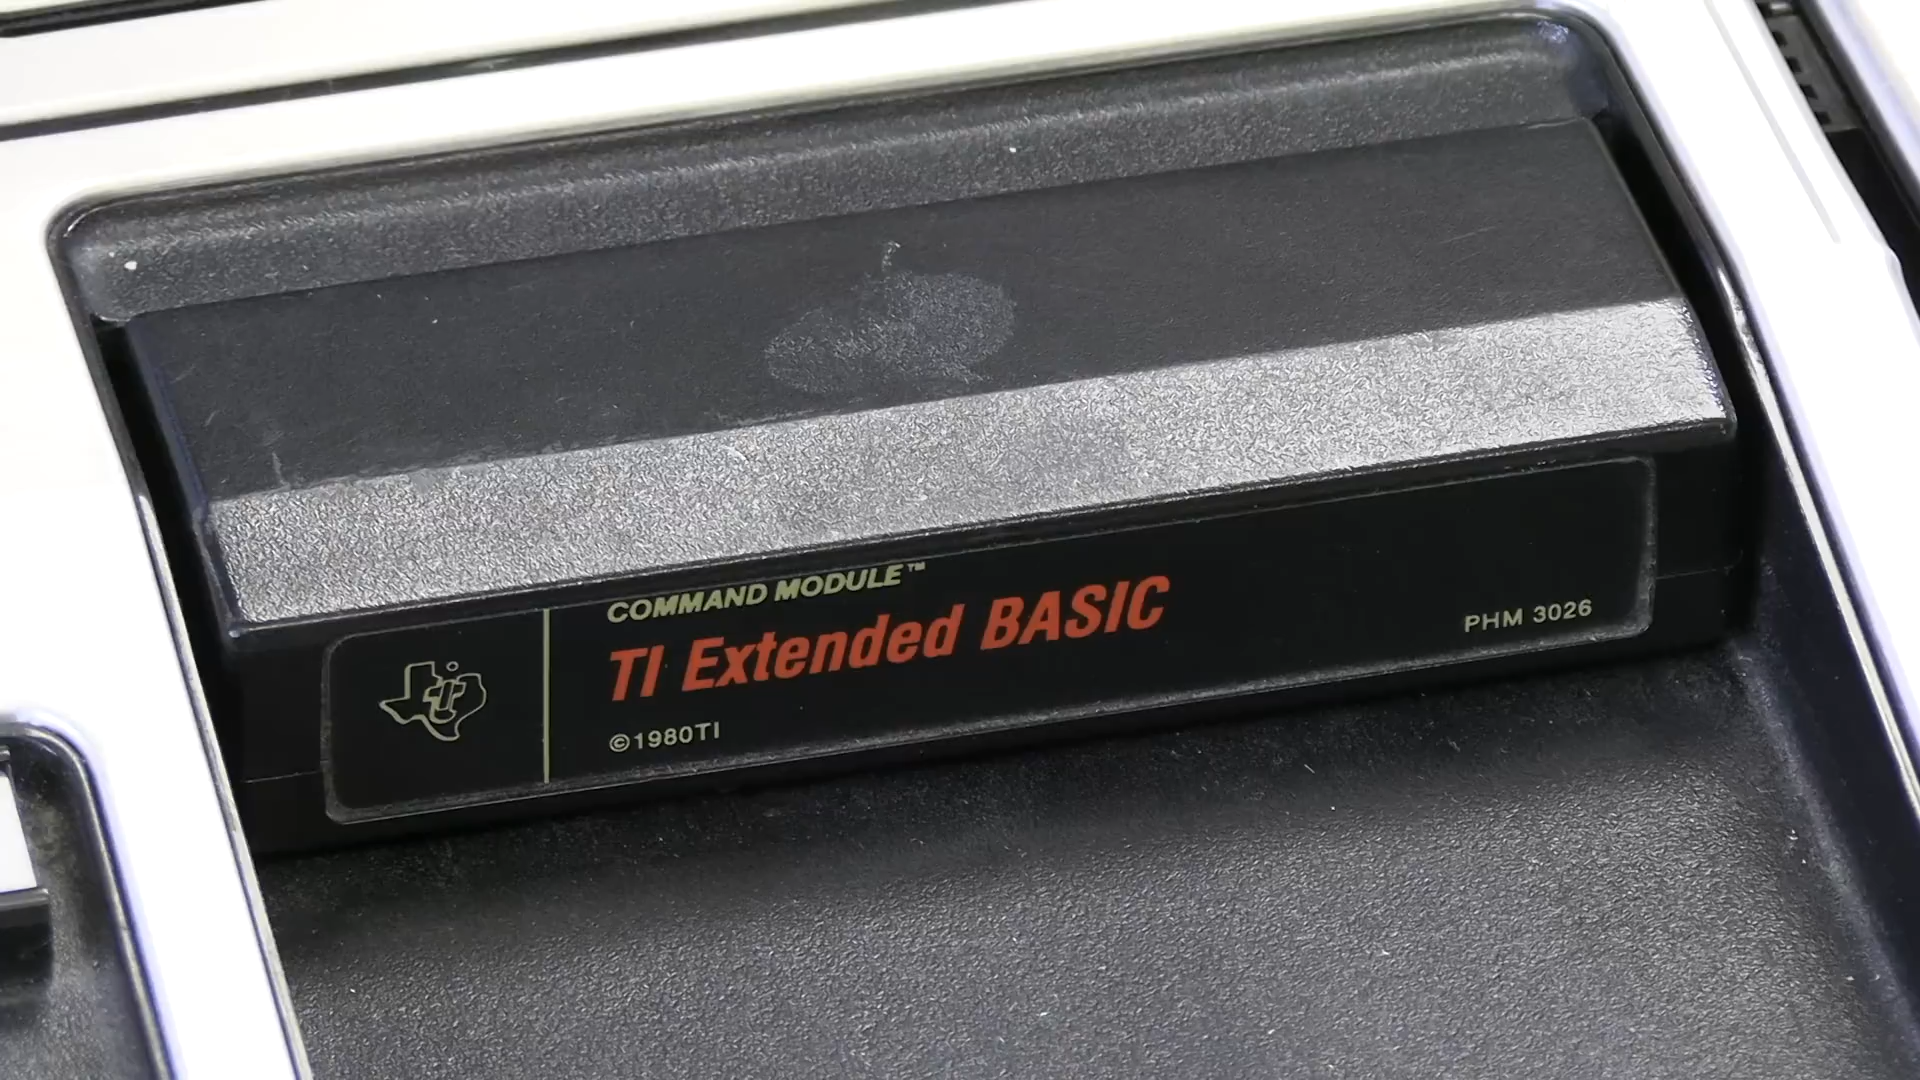 COMMAND MODULE™
TI Extended BASIC
©1980TI
PHM 3026